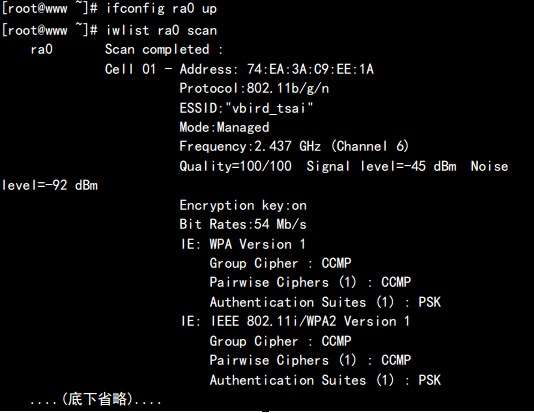 [root@www ~]# ifconfig ra0 up
[root@www ~]# iwlist ra0 scan
ra0 Scan completed :
Cell 01 - Address: 74:EA:3A:C9:EE:1A
Protocol:802.11b/g/n
ESSID:"vbird_tsai"
Mode:Managed
Frequency:2.437 GHz (Channel 6)
Quality=100/100 Signal level=-45 dBm Noise
level=-92 dBm
Encryption key:on
Bit Rates:54 Mb/s
IE: WPA Version 1
Group Cipher : CCMP
Pairwise Ciphers (1) : CCMP
Authentication Suites (1) : PSK
IE: IEEE 802.11i/WPA2 Version 1
Group Cipher : CCMP
Pairwise Ciphers (1) : CCMP
Authentication Suites (1) : PSK
....(底下省略)....